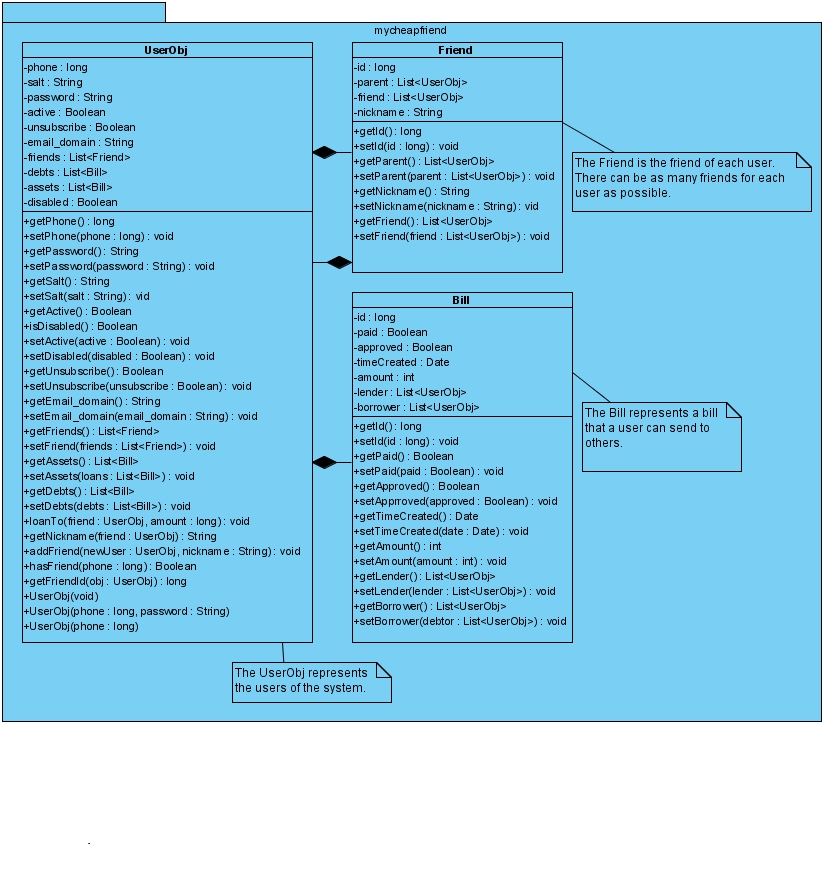 mycheapfriend
UserObj
-phone : long
-salt : String
-password : String
-active : Boolean
-unsubscribe : Boolean
-email_domain : String
-friends : List<Friend>
-debts : List<Bill>
-assets : List<Bill>
-disabled : Boolean
+getPhone() : long
+setPhone(phone : long) : void
+getPassword() : String
+setPassword(password : String) : void
+getSalt() : String
+setSalt(salt : String) : vid
+getActive() : Boolean
+isDisabled() : Boolean
+setActive(active : Boolean) : void
+setDisabled(disabled : Boolean) : void
+getUnsubscribe() : Boolean
+setUnsubscribe(unsubscribe : Boolean) : void
+getEmail_domain() : String
+setEmail_domain(email_domain : String) : void
+getFriends() : List<Friend>
+setFriend(friends : List<Friend>) : void
+getAssets() : List<Bill>
+setAssets(loans : List<Bill>) : void
+getDebts() : List<Bill>
+setDebts(debts : List<Bill>) : void
+loanTo(friend : UserObj, amount : long) : void
+getNickname(friend : UserObj) : String
+addFriend(newUser : UserObj, nickname : String) : void
+hasFriend(phone : long) : Boolean
+getFriendId(obj : UserObj) : long
+UserObj(void)
+UserObj(phone : long, password : String)
+UserObj(phone : long)
Friend
-id : long
-parent : List<UserObj>
-friend : List<UserObj>
-nickname : String
+getId() : long
+setId(id : long) : void
+getParent() : List<UserObj>
+setParent(parent : List<UserObj>) : void
+getNickname() : String
+setNickname(nickname : String) : vid
+getFriend() : List<UserObj>
+setFriend(friend : List<UserObj>) : void
The Friend is the friend of each user.
There can be as many friends for each
user as possible.
Bill
-id : long
-paid : Boolean
-approved : Boolean
-timeCreated : Date
-amount : int
-lender : List<UserObj>
-borrower : List<UserObj>
+getId() : long
+setId(id : long) : void
+getPaid() : Boolean
+setPaid(paid : Boolean) : void
+getApproved() : Boolean
+setApprroved(approved : Boolean) : void
+getTimeCreated() : Date
+setTimeCreated(date : Date) : void
+getAmount() : int
+setAmount(amount : int) : void
+getLender() : List<UserObj>
+setLender(lender : List<UserObj>) : void
+getBorrower() : List<UserObj>
+setBorrower(debtor : List<UserObj>) : void
The Bill represents a bill
that a user can send to
others.
The UserObj represents
the users of the system.
.